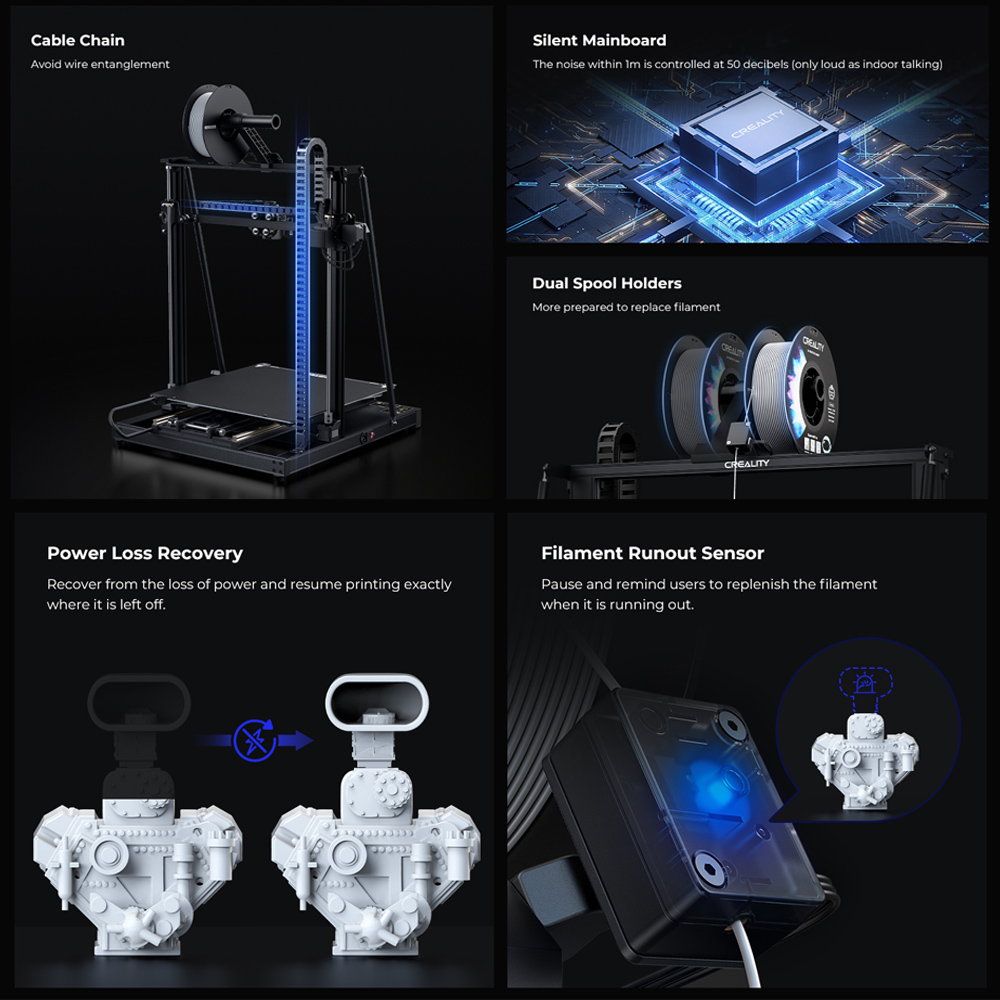 Cable Chain
Avoid wire entanglement
Silent Mainboard
The noise within 1m is controlled at 50 decibels (only loud as indoor talking)
CREALITY
Dual Spool Holders
More prepared to replace filament
CREALITY
CREALITY
CREALITY
Power Loss Recovery
Recover from the loss of power and resume printing exactly
where it is left off.
Filament Runout Sensor
Pause and remind users to replenish the filament
when it is running out.